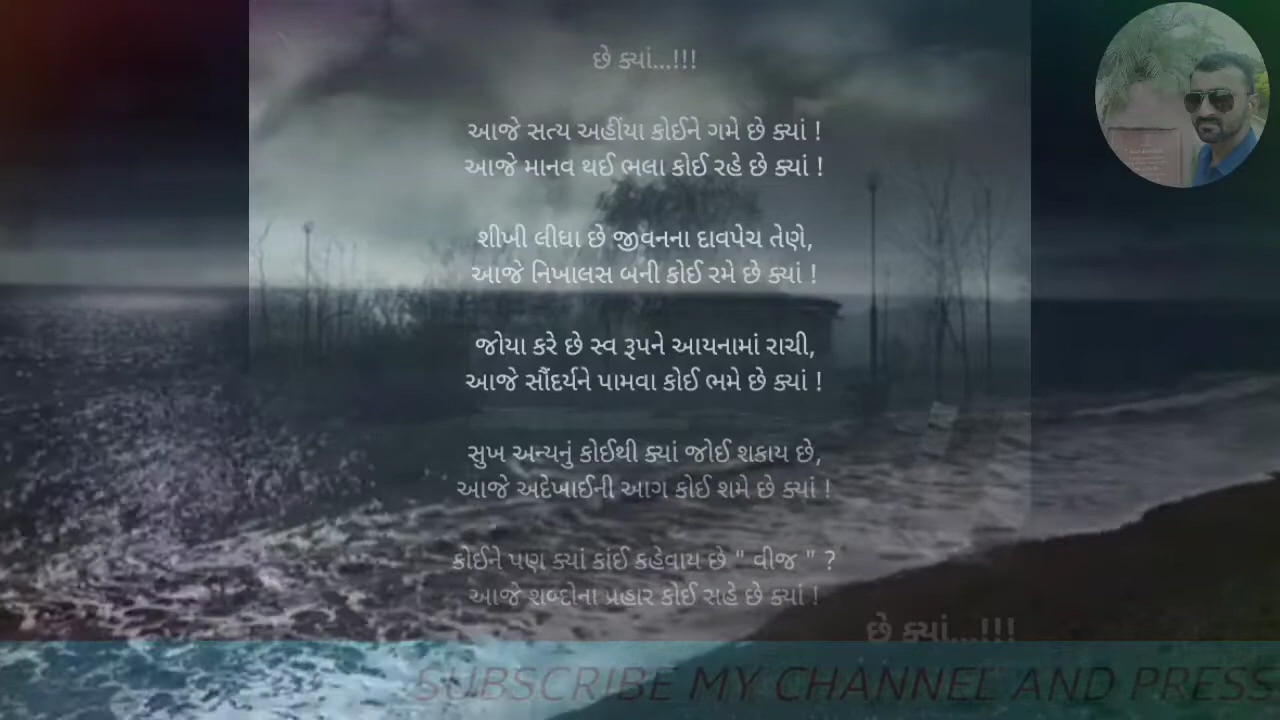 છે ક્યાં...!!!
આજે સત્ય અહીંયા કોઈને ગમે છે ક્યાં !
આજે માનવ થઈ ભલા કોઈ રહે છે ક્યાં !
શીખી લીધા છે જીવનના દાવપેચ તેણે,
આજે નિખાલસ બની કોઈ રમે છે ક્યાં !
જોયા કરે છે સ્વ રૂપને આયનામાં રાચી,
આજે સૌંદર્યને પામવા કોઈ ભમે છે ક્યાં !
સુખ અન્યનું કોઈથી ક્યાં જોઈ શકાય છે,
આજે અદેખાઈની આગ કોઈ શમે છે ક્યાં !
કોઈને પણ ક્યાં કાંઈ કહેવાય છે " વીજ " ?
આજે શબ્દોના પ્રહાર કોઈ સહે છે ક્યાં !
છે ક્યાં...!!!
SUBSCRIBE MY CHANNEL AND PRESS